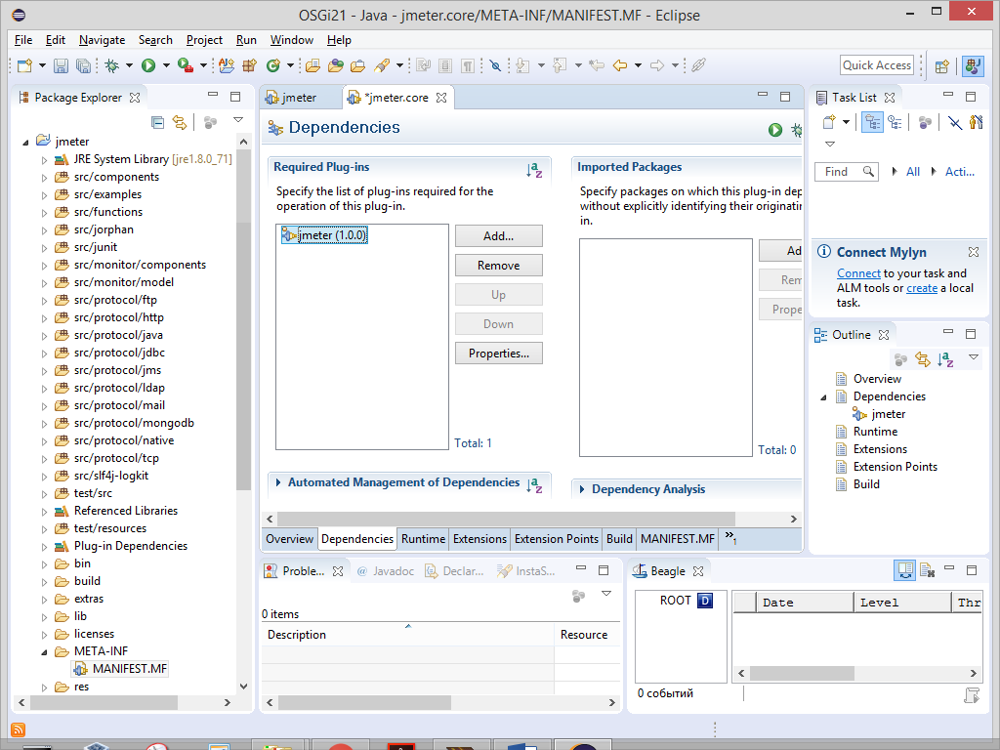 OSGi21 - Java - jmeter.core/META-INF/MANIFEST.MF - Eclipse
File Edit Navigate Search Project Run Window Help
Quick Access
Package Explorer
jmeter
JRE System Library [jre1.8.0_71]
src/components
src/examples
src/functions
src/jorphan
src/junit
src/monitor/components
src/monitor/model
src/protocol/ftp
src/protocol/http
src/protocol/java
src/protocol/jdbc
src/protocol/jms
src/protocol/ldap
src/protocol/mail
src/protocol/mongodb
src/protocol/native
src/protocol/tcp
src/slf4j-logkit
test/src
Referenced Libraries
test/resources
Plug-in Dependencies
bin
build
extras
lib
licenses
META-INF
MANIFEST.MF
res
jmeter *jmeter.core
Dependencies
Required Plug-ins
Specify the list of plug-ins required for the
operation of this plug-in.
jmeter (1.0.0)
Add...
Remove
Up
Down
Properties...
Total: 1
Automated Management of Dependencies
Imported Packages
Specify packages on which this plug-in dep
without explicitly identifying their originatin
in.
Ad
Rem
Prope
Total: 0
Dependency Analysis
Overview Dependencies Runtime Extensions Extension Points Build MANIFEST.MF »1
Proble... @ Javadoc Declar... InstaS...
0 items
Description Resource
Beagle
ROOT D
Date Level Thr
0 событий
Task List
Find All Acti...
Connect Mylyn
Connect to your task and
ALM tools or create a local
task.
Outline
Overview
Dependencies
jmeter
Runtime
Extensions
Extension Points
Build